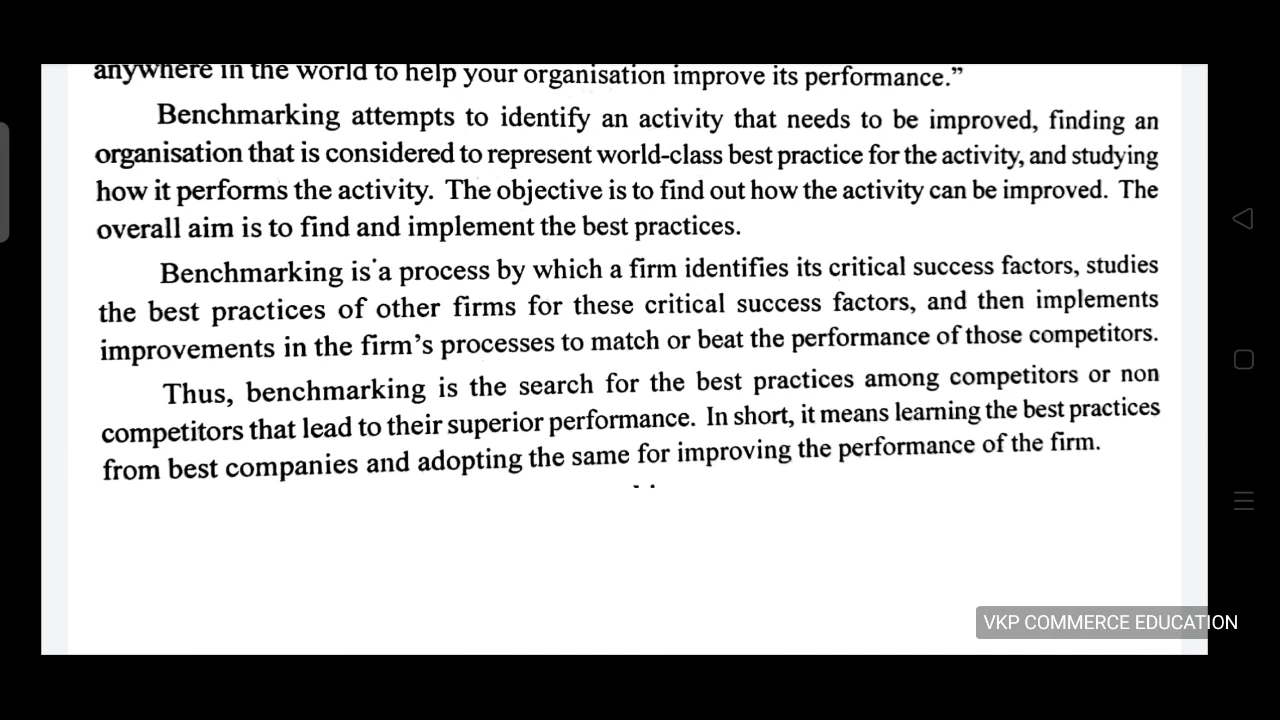 anywhere in the world to help your organisation improve its performance.”
Benchmarking attempts to identify an activity that needs to be improved, finding an
organisation that is considered to represent world-class best practice for the activity, and studying
how it performs the activity. The objective is to find out how the activity can be improved. The
overall aim is to find and implement the best practices.
Benchmarking is a process by which a firm identifies its critical success factors, studies
the best practices of other firms for these critical success factors, and then implements
improvements in the firm’s processes to match or beat the performance of those competitors.
Thus, benchmarking is the search for the best practices among competitors or non
competitors that lead to their superior performance. In short, it means learning the best practices
from best companies and adopting the same for improving the performance of the firm.
VKP COMMERCE EDUCATION